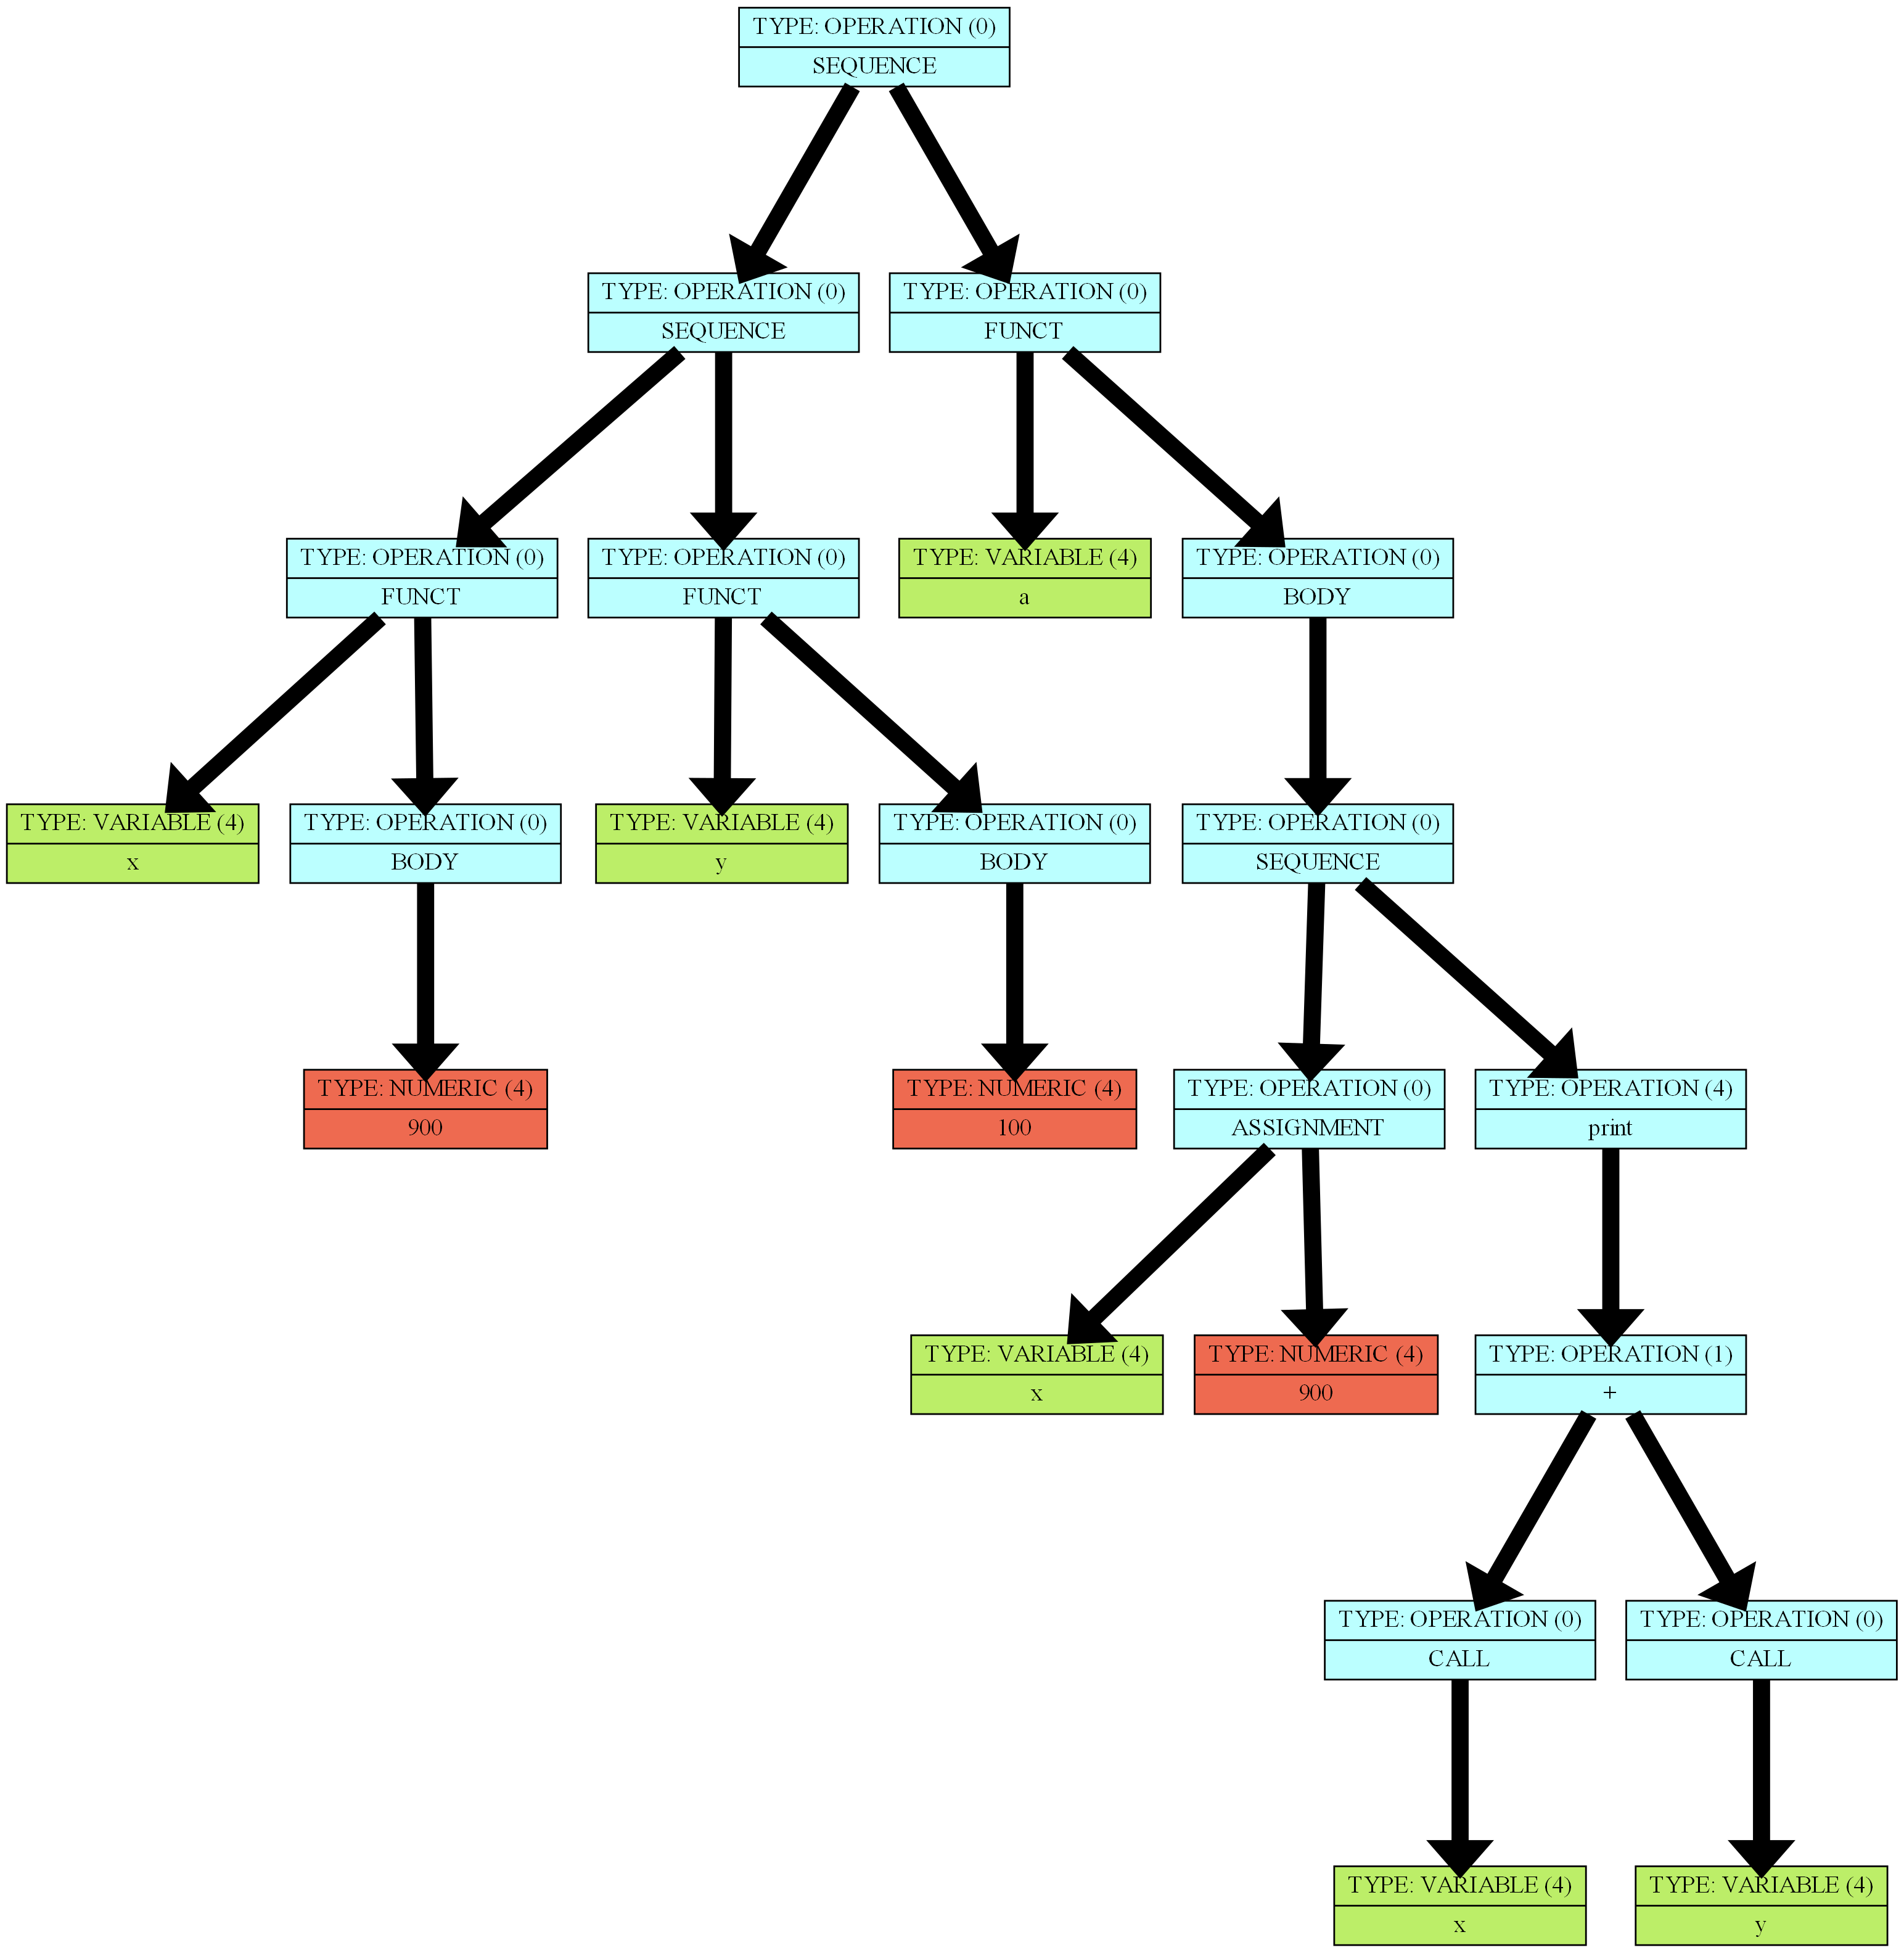 TYPE: OPERATION (0)
SEQUENCE
TYPE: OPERATION (0)
SEQUENCE
TYPE: OPERATION (0)
FUNCT
TYPE: OPERATION (0)
FUNCT
TYPE: OPERATION (0)
FUNCT
TYPE: VARIABLE (4)
a
TYPE: OPERATION (0)
BODY
TYPE: VARIABLE (4)
x
TYPE: OPERATION (0)
BODY
TYPE: VARIABLE (4)
y
TYPE: OPERATION (0)
BODY
TYPE: OPERATION (0)
SEQUENCE
TYPE: NUMERIC (4)
900
TYPE: NUMERIC (4)
100
TYPE: OPERATION (0)
ASSIGNMENT
TYPE: OPERATION (4)
print
TYPE: VARIABLE (4)
x
TYPE: NUMERIC (4)
900
TYPE: OPERATION (1)
+
TYPE: OPERATION (0)
CALL
TYPE: OPERATION (0)
CALL
TYPE: VARIABLE (4)
x
TYPE: VARIABLE (4)
y